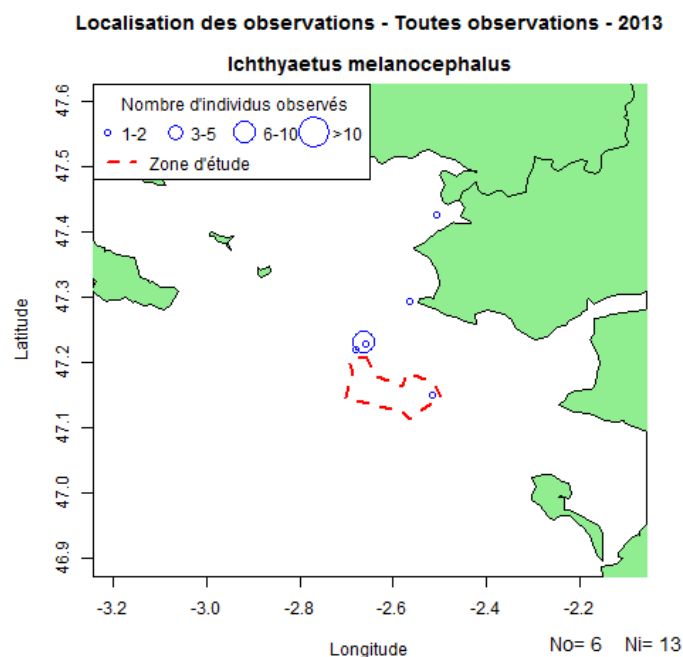 Localisation des observations - Toutes observations - 2013
Ichthyaetus melanocephalus
Nombre d'individus observés
1-2 3-5 6-10 >10
Zone d'étude
47.6
47.5
47.4
47.3
47.2
47.1
47.0
46.9
Latitude
-3.2 -3.0 -2.8 -2.6 -2.4 -2.2
Longitude
No= 6 Ni= 13